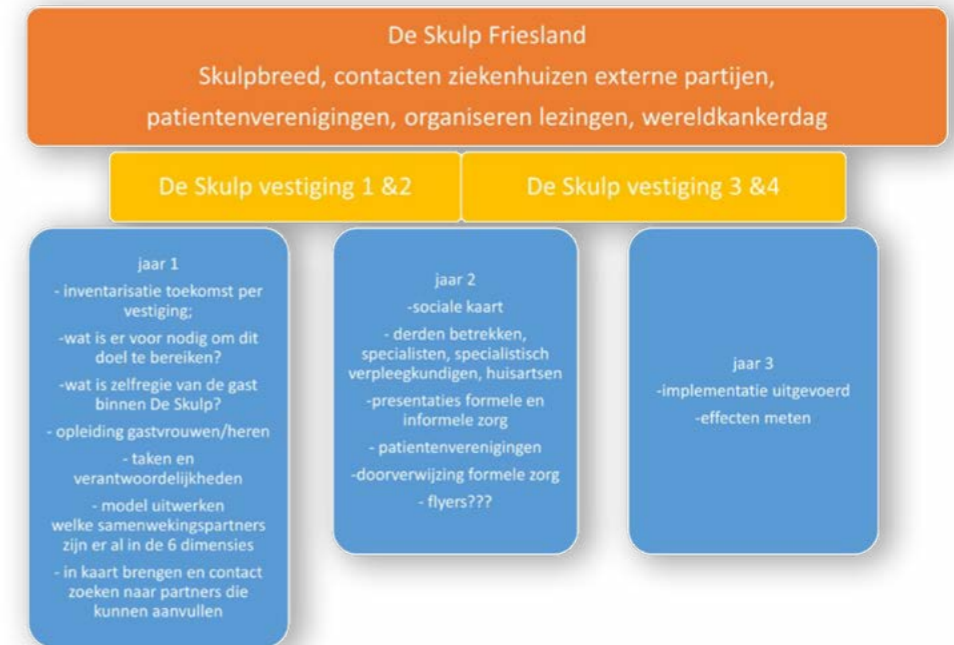 De Skulp Friesland
Skulpbreed, contacten ziekenhuizen externe partijen,
patientenverenigingen, organiseren lezingen, wereldkankerdag
De Skulp vestiging 1 &2
De Skulp vestiging 3 &4
jaar 1
- inventarisatie toekomst per
vestiging;
-wat is er voor nodig om dit
doel te bereiken?
-wat is zelfregie van de gast
binnen De Skulp?
- opleiding gastvrouwen/heren
- taken en
verantwoordelijkheden
- model uitwerken
welke samenwekingspartners
zijn er al in de 6 dimensies
- in kaart brengen en contact
zoeken naar partners die
kunnen aanvullen
jaar 2
-sociale kaart
- derden betrekken,
specialisten, specialistisch
verpleegkundigen, huisartsen
-presentaties formele en
informele zorg
- patientenverenigingen
-doorverwijzing formele zorg
- flyers???
jaar 3
-implementatie uitgevoerd
-effecten meten